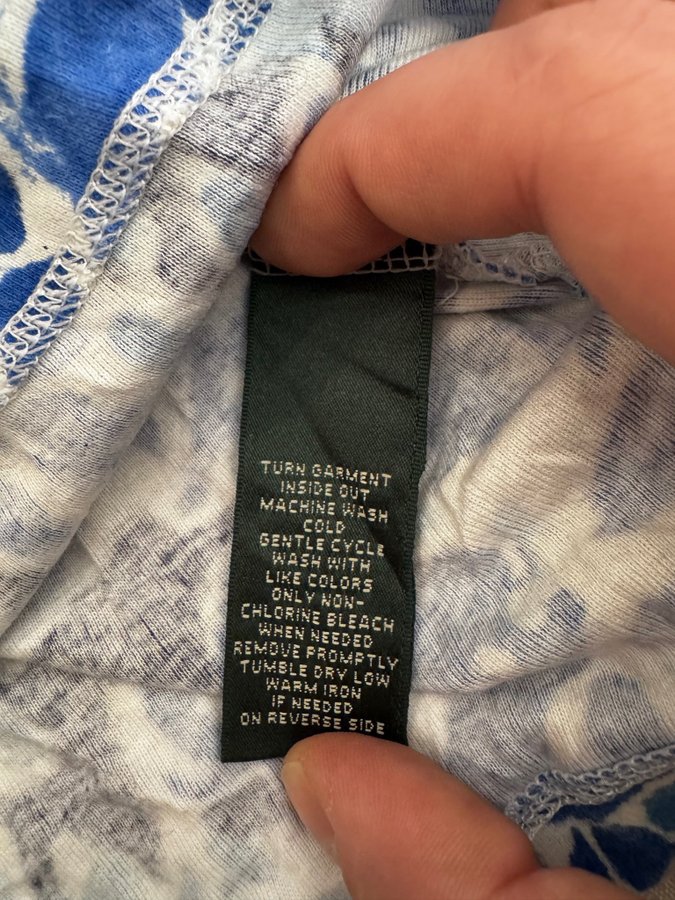 TURN GARMENT
INSIDE OUT
MACHINE WASH
COLD
GENTLE CYCLE
WASH WITH
LIKE COLORS
ONLY NON-
CHLORINE BLEACH
WHEN NEEDED
REMOVE PROMPTLY
TUMBLE DRY LOW
WARM IRON
IF NEEDED
ON REVERSE SIDE